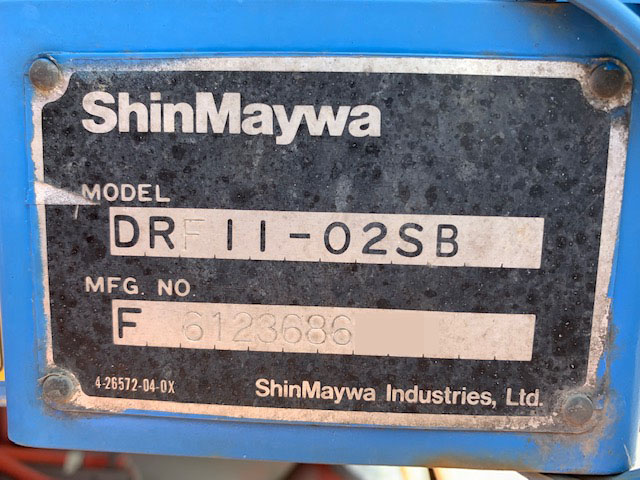 ShinMaywa
MODEL
DRF11-02SB
MFG. NO
F 6123686
4-26572-04-0X
ShinMaywa Industries, Ltd.